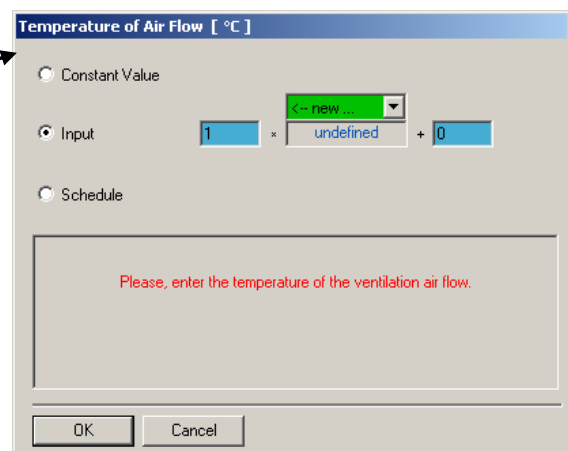 Temperature of Air Flow [ °C ]
Constant Value
<-- new ...
Input 1 × undefined + 0
Schedule
Please, enter the temperature of the ventilation air flow.
OK Cancel